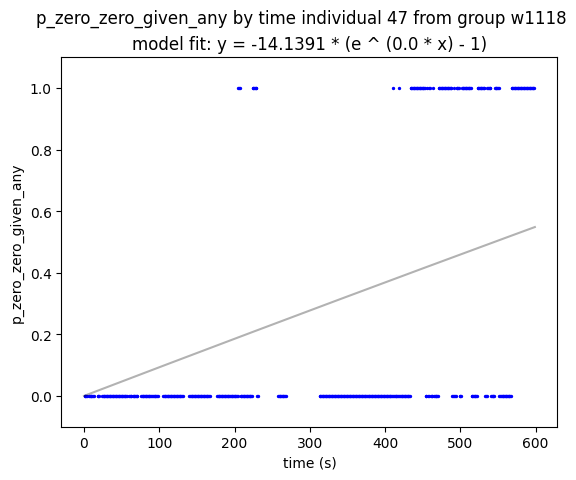 p_zero_zero_given_any by time individual 47 from group w1118
model fit: y = -14.1391 * (e ^ (0.0 * x) - 1)
1.0
0.8
0.6
0.4
0.2
0.0
p_zero_zero_given_any
0 100 200 300 400 500 600
time (s)